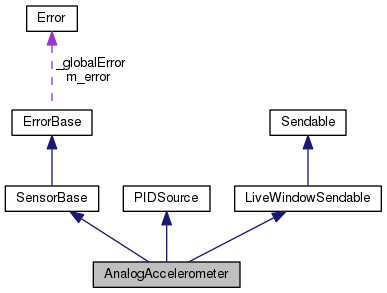 Error
_globalError
m_error
ErrorBase
Sendable
SensorBase
PIDSource
LiveWindowSendable
AnalogAccelerometer